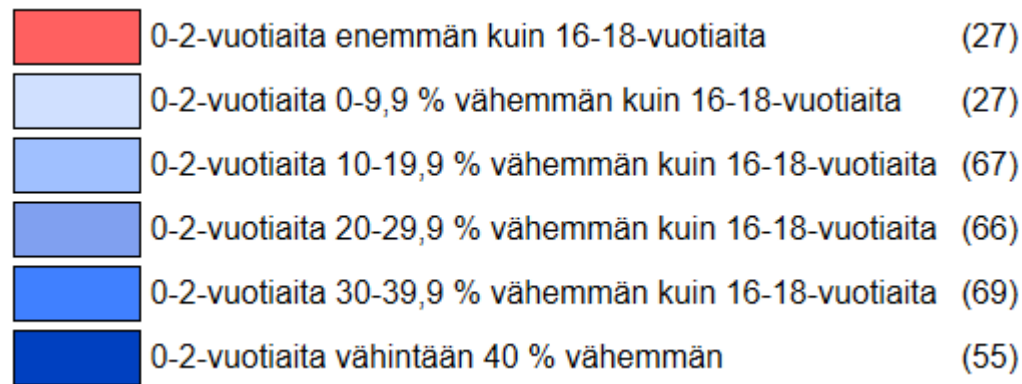 0-2-vuotiaita enemmän kuin 16-18-vuotiaita (27)
0-2-vuotiaita 0-9,9 % vähemmän kuin 16-18-vuotiaita (27)
0-2-vuotiaita 10-19,9 % vähemmän kuin 16-18-vuotiaita (67)
0-2-vuotiaita 20-29,9 % vähemmän kuin 16-18-vuotiaita (66)
0-2-vuotiaita 30-39,9 % vähemmän kuin 16-18-vuotiaita (69)
0-2-vuotiaita vähintään 40 % vähemmän (55)